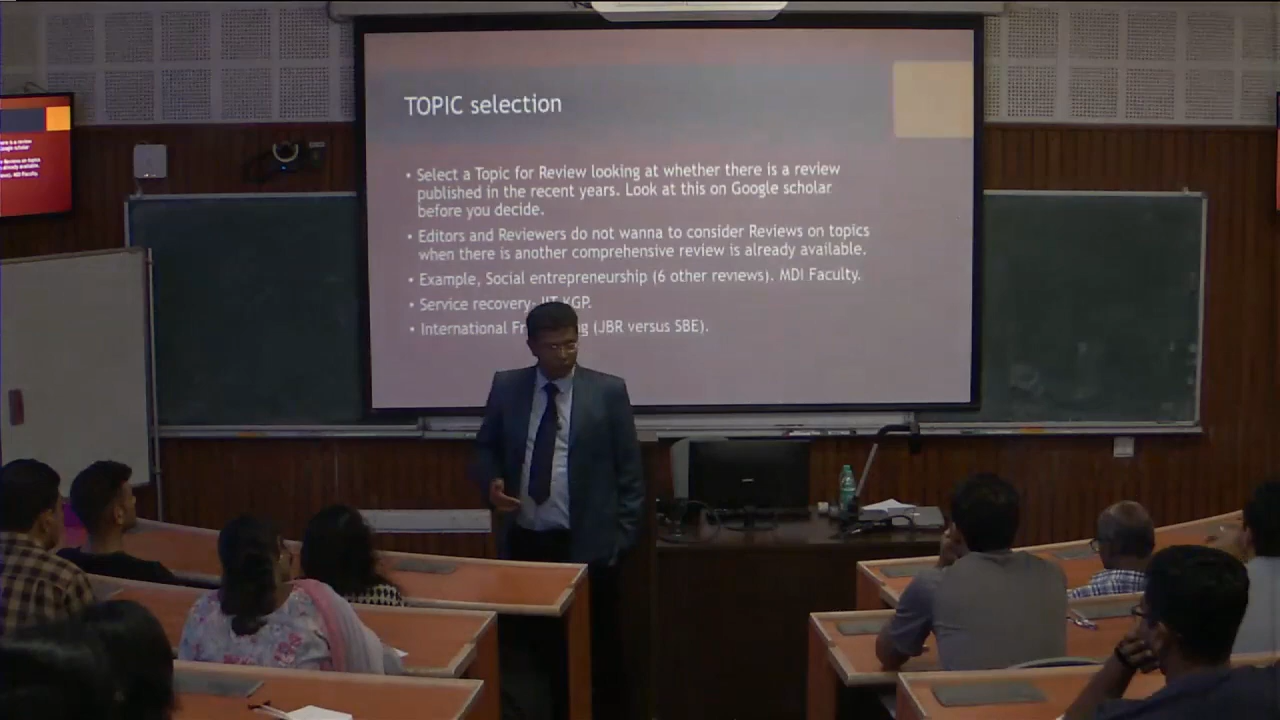 TOPIC selection
• Select a Topic for Review looking at whether there is a review
published in the recent years. Look at this on Google scholar
before you decide.
• Editors and Reviewers do not wanna to consider Reviews on topics
when there is another comprehensive review is already available.
• Example, Social entrepreneurship (6 other reviews). MDI Faculty.
• Service recovery- IIT KGP.
• International Fr g (JBR versus SBE).